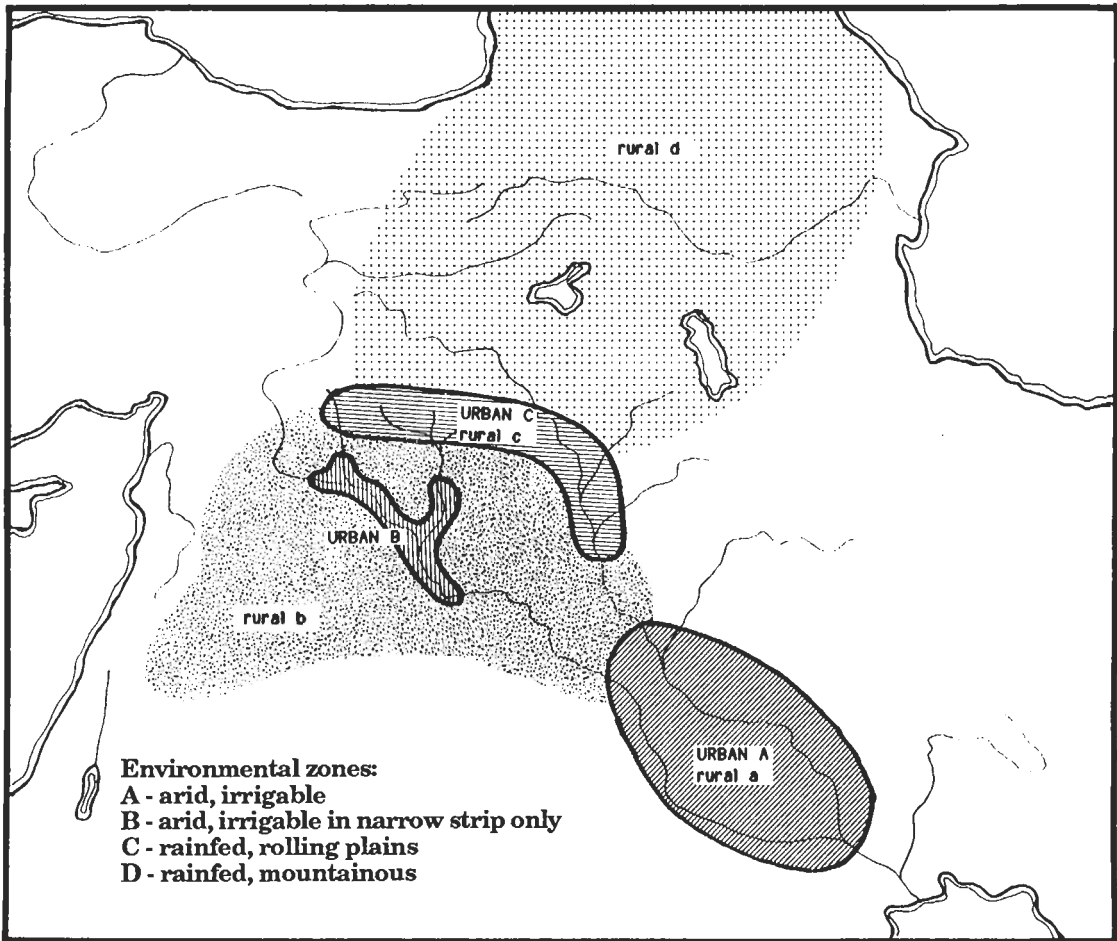 rural d
URBAN C
rural c
URBAN B
rural b
URBAN A
rural a
Environmental zones:
A - arid, irrigable
B - arid, irrigable in narrow strip only
C - rainfed, rolling plains
D - rainfed, mountainous